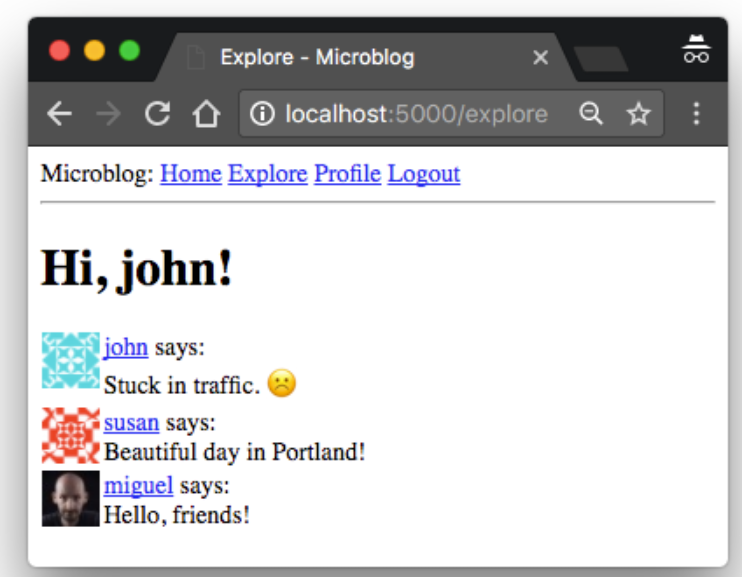 Explore - Microblog
localhost:5000/explore
Microblog: Home Explore Profile Logout
Hi, john!
john says:
Stuck in traffic. ☹️
susan says:
Beautiful day in Portland!
miguel says:
Hello, friends!